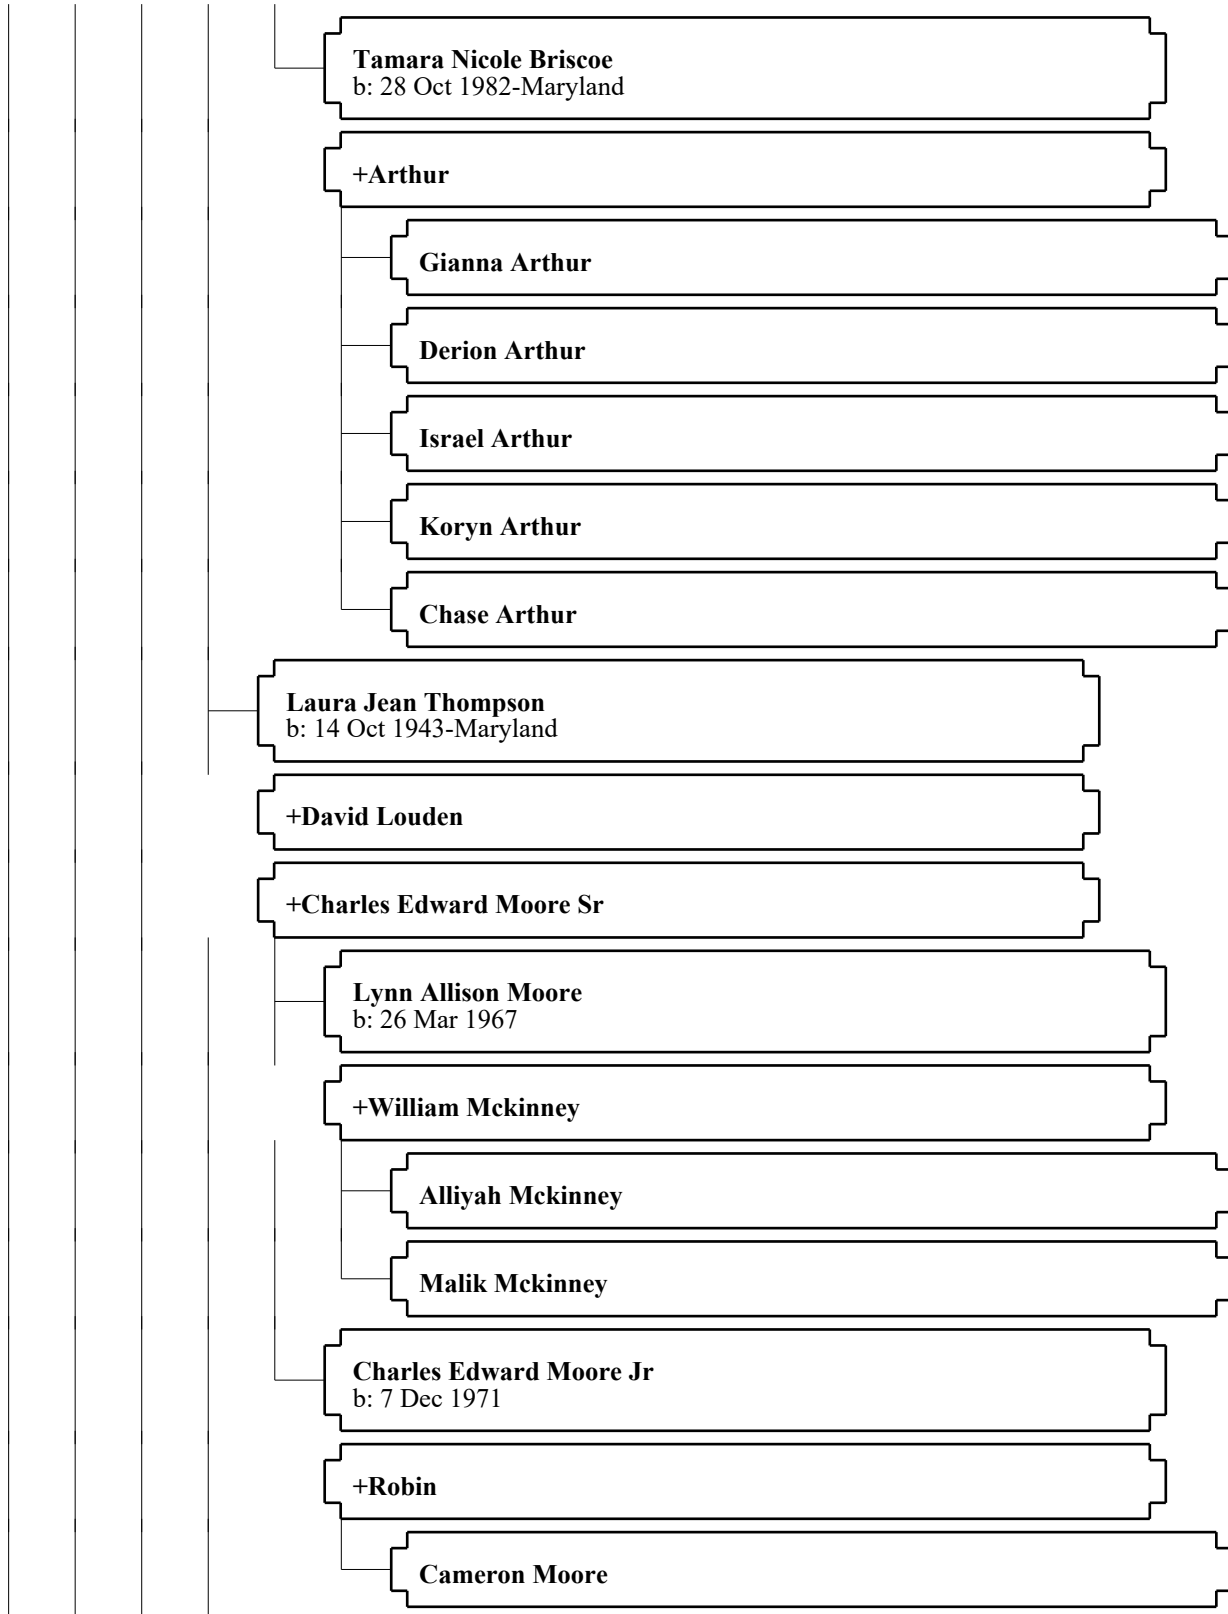 Tamara Nicole Briscoe
b: 28 Oct 1982-Maryland
+Arthur
Gianna Arthur
Derion Arthur
Israel Arthur
Koryn Arthur
Chase Arthur
Laura Jean Thompson
b: 14 Oct 1943-Maryland
+David Louden
+Charles Edward Moore Sr
Lynn Allison Moore
b: 26 Mar 1967
+William Mckinney
Alliyah Mckinney
Malik Mckinney
Charles Edward Moore Jr
b: 7 Dec 1971
+Robin
Cameron Moore